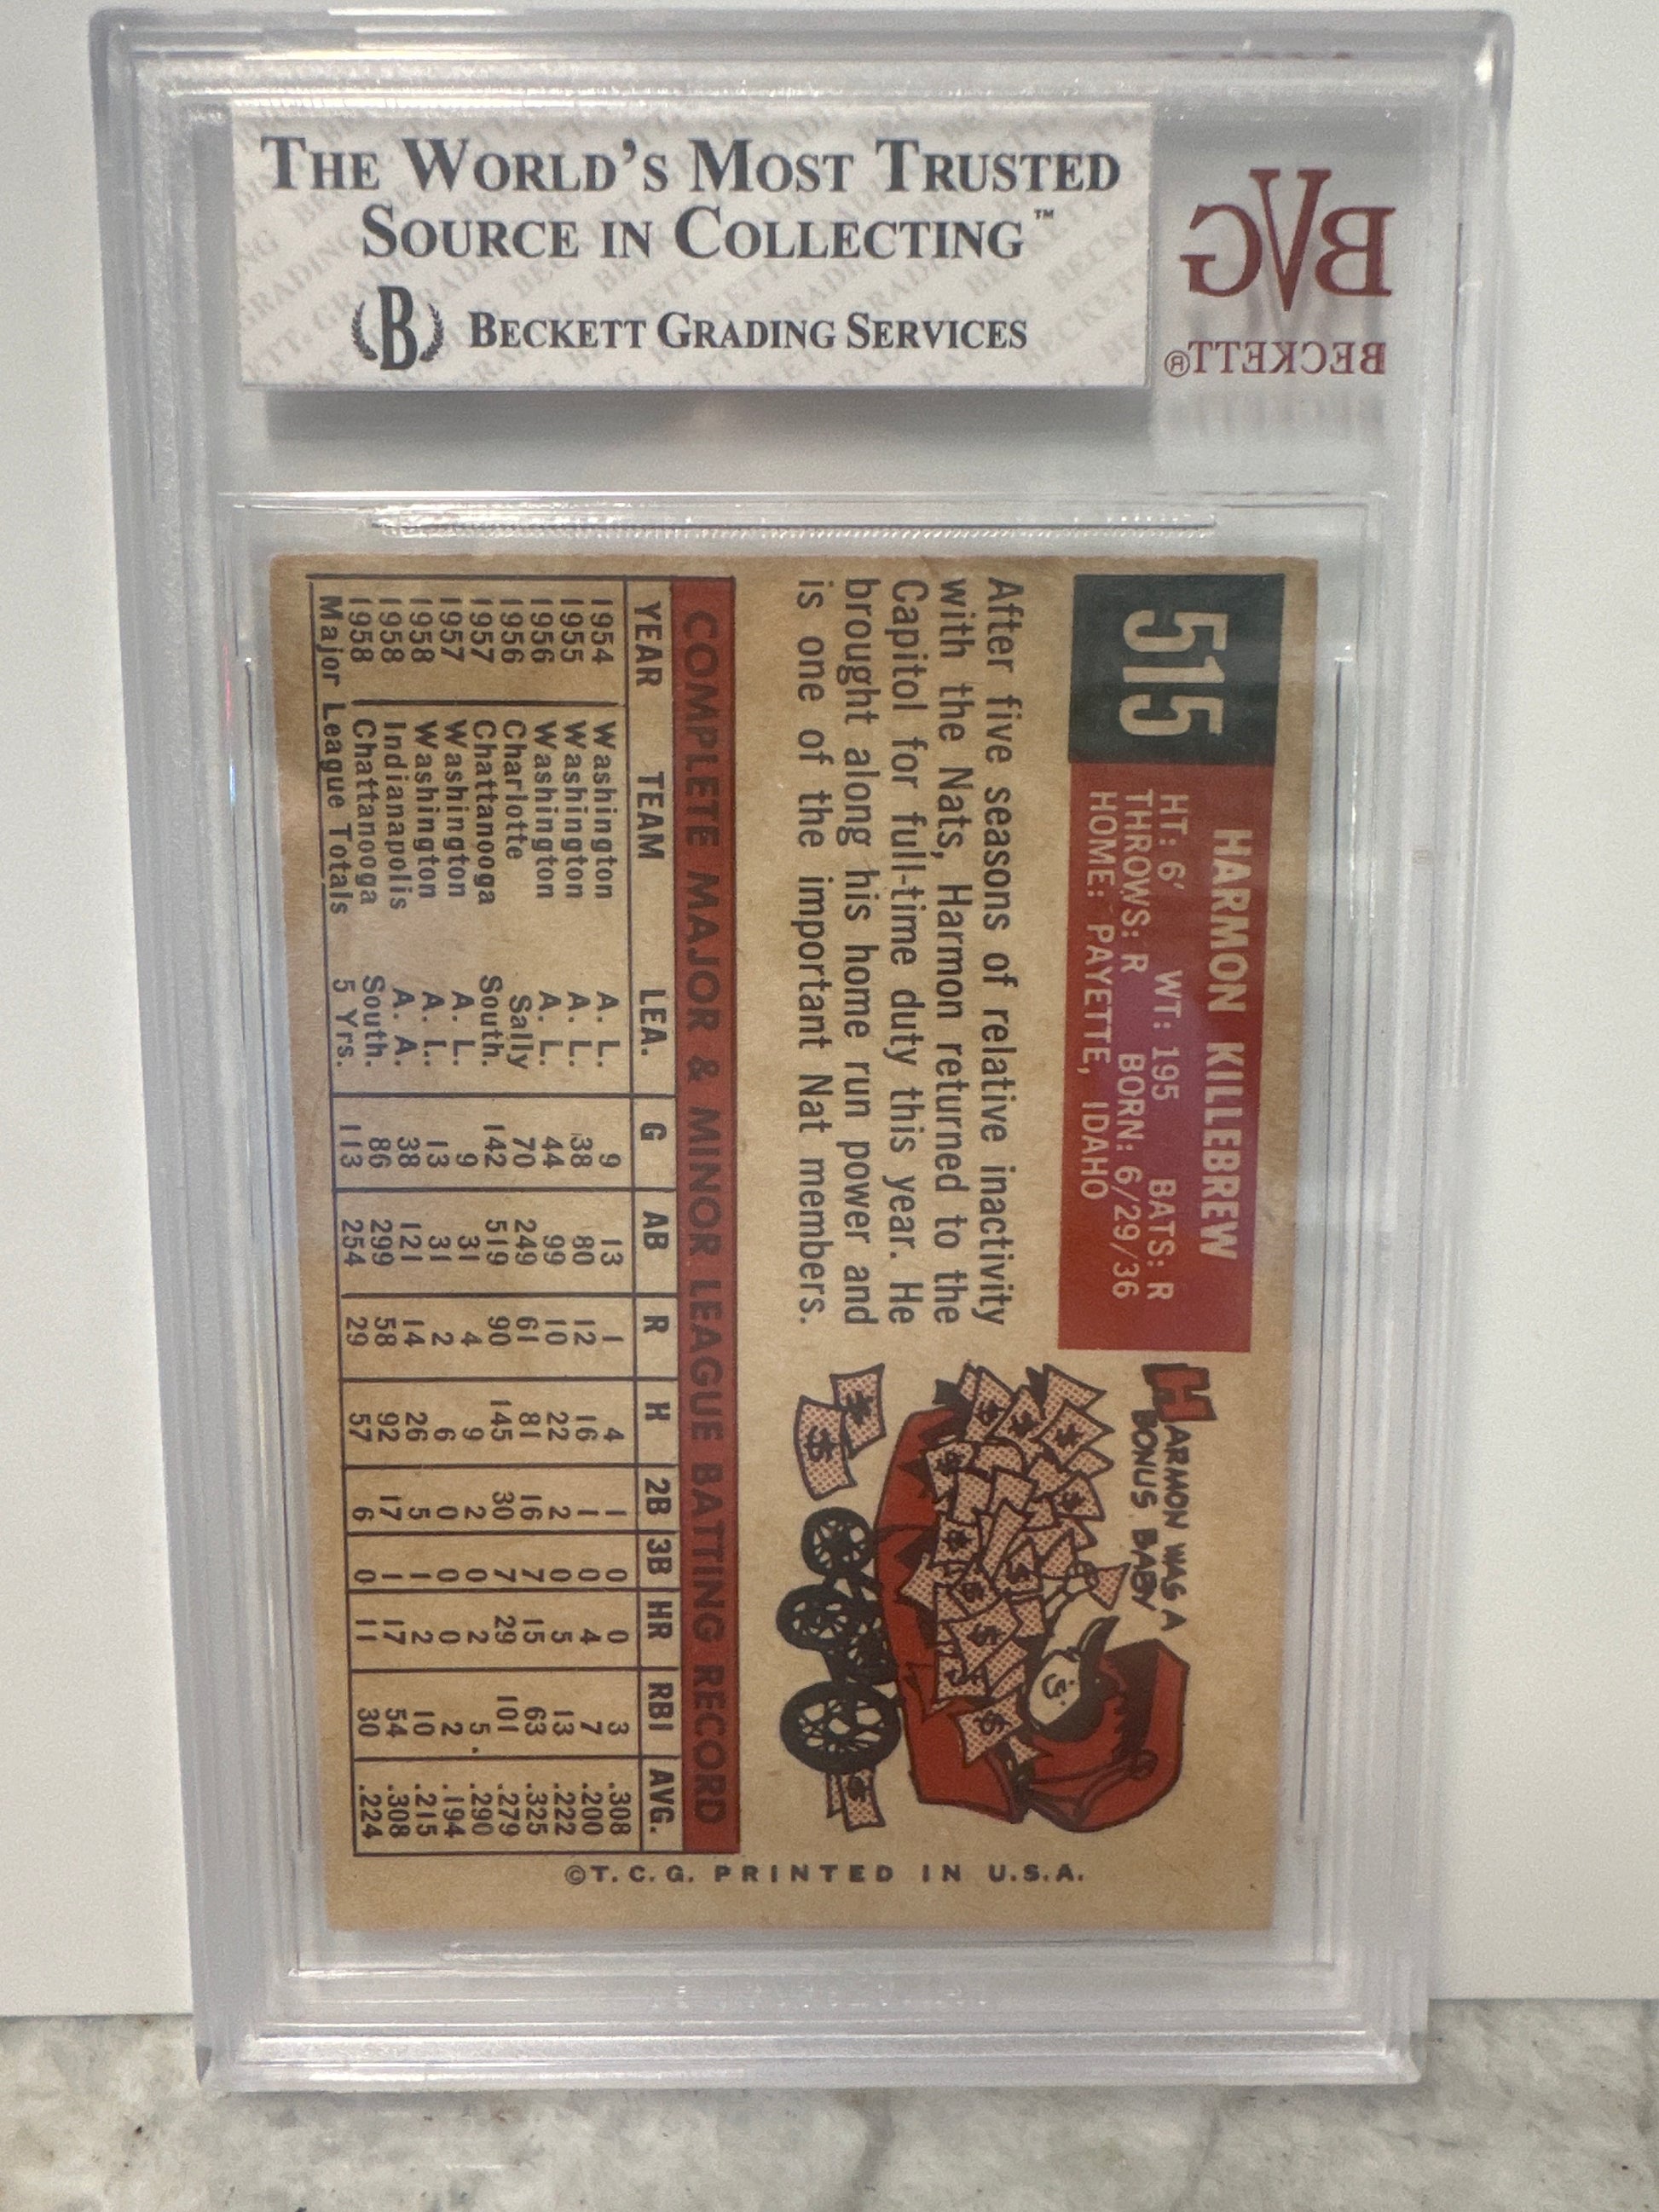 THE WORLD'S MOST TRUSTED
SOURCE IN COLLECTING™
B BECKETT GRADING SERVICES
BVG
BECKETT®
515
HARMON KILLEBREW
HT: 6' WT: 195 BATS: R
THROWS: R BORN: 6/29/36
HOME: PAYETTE, IDAHO
After five seasons of relative inactivity
with the Nats, Harmon returned to the
Capitol for full-time duty this year. He
brought along his home run power and
is one of the important Nat members.
HARMON WAS A
BONUS BABY
COMPLETE MAJOR & MINOR LEAGUE BATTING RECORD
YEAR TEAM LEA. G AB R H 2B 3B HR RBI AVG.
1954 Washington A. L. 9 13 1 4 1 0 0 3 .308
1955 Washington A. L. 38 80 12 16 1 0 4 7 .200
1956 Washington A. L. 44 99 10 22 2 0 5 13 .222
1956 Charlotte Sally 70 249 61 81 16 7 15 63 .325
1957 Chattanooga South. 142 519 90 145 30 7 29 101 .279
1957 Washington A. L. 9 31 4 9 2 0 2 5 .290
1958 Washington A. L. 13 31 2 6 0 0 0 2 .194
1958 Indianapolis A. A. 38 121 14 26 5 1 2 10 .215
1958 Chattanooga South. 86 299 58 92 17 1 17 54 .308
Major League Totals 5 Yrs. 113 254 29 57 6 0 11 30 .224
©T. C. G. PRINTED IN U.S.A.